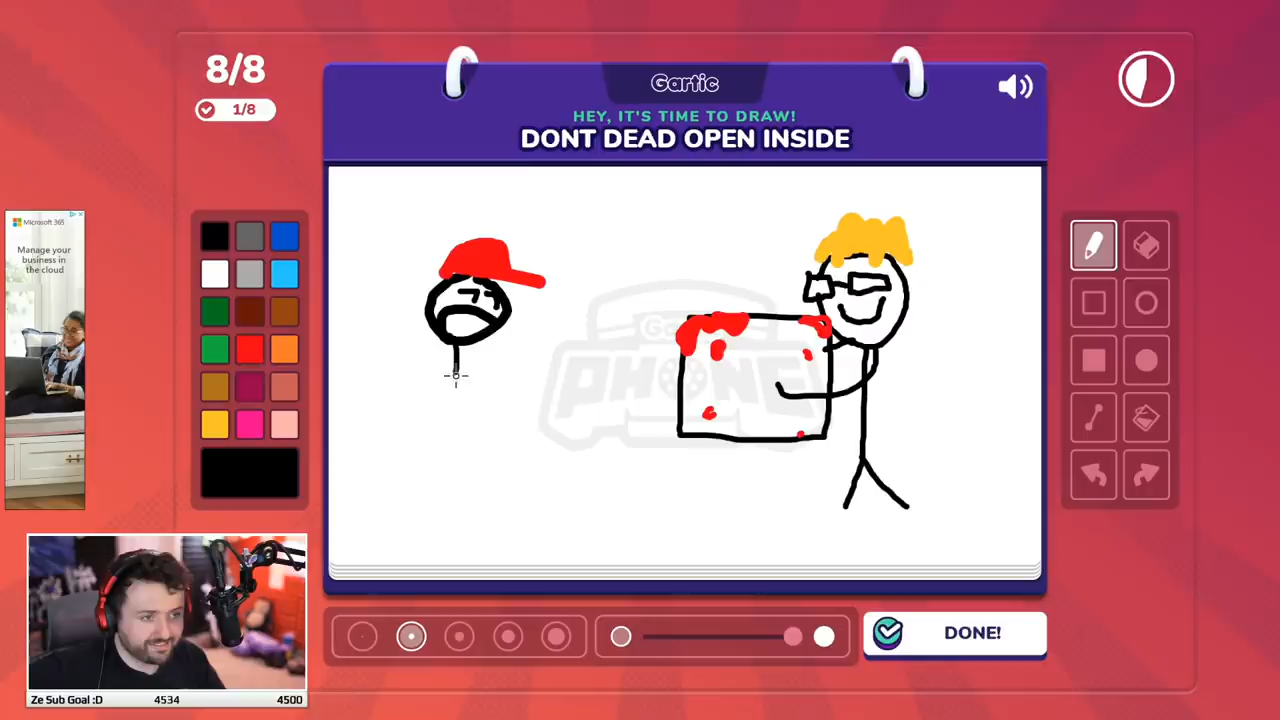 8/8
1/8
Gartic
HEY, IT'S TIME TO DRAW!
DONT DEAD OPEN INSIDE
Microsoft 365
Manage your
business in
the cloud
PHONE
DONE!
Ze Sub Goal :D 4534 4500